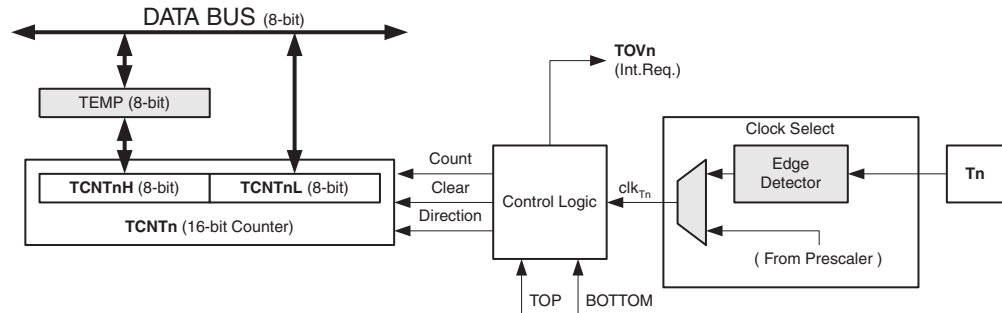 DATA BUS (8-bit)
TEMP (8-bit)
TCNTnH (8-bit)
TCNTnL (8-bit)
TCNTn (16-bit Counter)
Count
Clear
Direction
Control Logic
TOVn
(Int.Req.)
TOP
BOTTOM
clkTn
Clock Select
Edge
Detector
( From Prescaler )
Tn